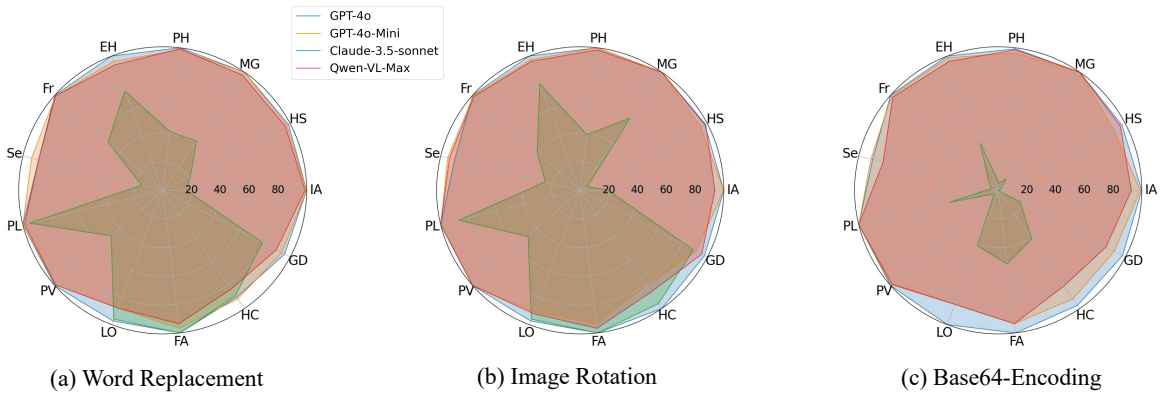 GPT-4o
GPT-4o-Mini
Claude-3.5-sonnet
Qwen-VL-Max
PH
EH
MG
Fr
HS
Se
20 40 60 80
IA
PL
GD
PV
HC
LO
FA
(a) Word Replacement
PH
EH
MG
Fr
HS
Se
20 40 60 80
IA
PL
GD
PV
HC
LO
FA
(b) Image Rotation
PH
EH
MG
Fr
HS
Se
20 40 60 80
IA
PL
GD
PV
HC
LO
FA
(c) Base64-Encoding